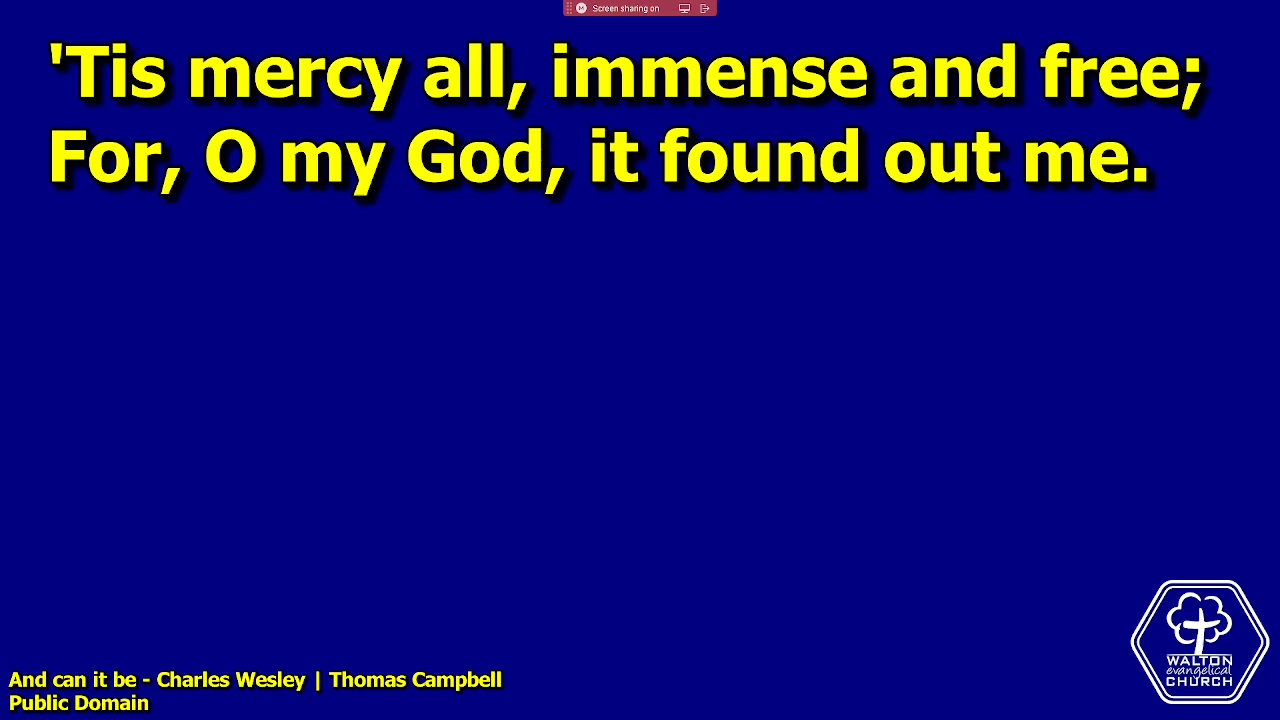 Screen sharing on
'Tis mercy all, immense and free;
For, O my God, it found out me.
WALTON
evangelical
CHURCH
And can it be - Charles Wesley | Thomas Campbell
Public Domain